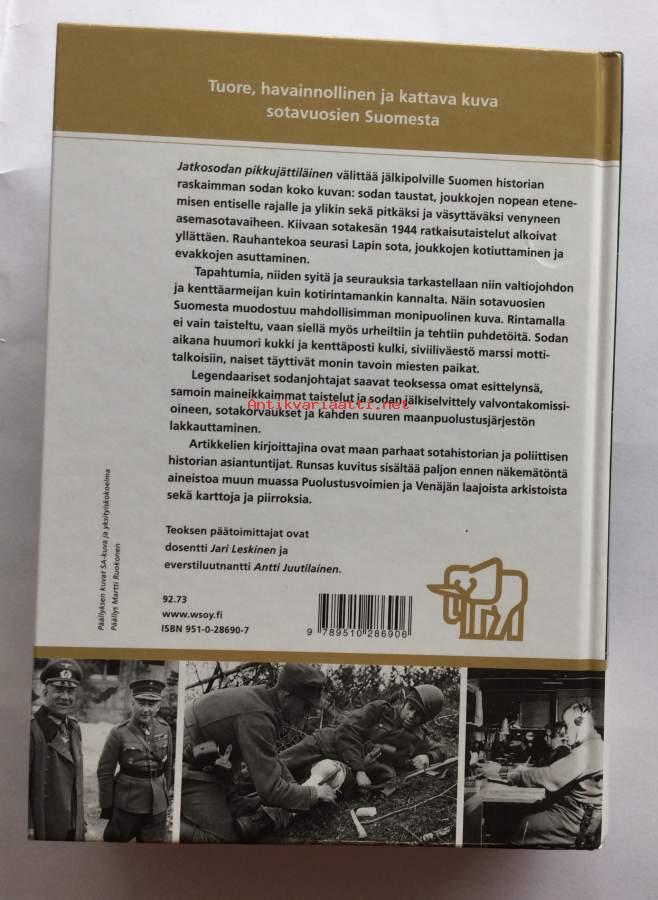 Tuore, havainnollinen ja kattava kuva
sotavuosien Suomesta
Jatkosodan pikkujättiläinen välittää jälkipolville Suomen historian
raskaimman sodan koko kuvan: sodan taustat, joukkojen nopean etene-
misen entiselle rajalle ja ylikin sekä pitkäksi ja väsyttäväksi venyneen
asemasotavaiheen. Kiivaan sotakesän 1944 ratkaisutaistelut alkoivat
yllättäen. Rauhantekoa seurasi Lapin sota, joukkojen kotiuttaminen ja
evakkojen asuttaminen.
Tapahtumia, niiden syitä ja seurauksia tarkastellaan niin valtiojohdon
ja kenttäarmeijan kuin kotirintamankin kannalta. Näin sotavuosien
Suomesta muodostuu mahdollisimman monipuolinen kuva. Rintamalla
ei vain taisteltu, vaan siellä myös urheiltiin ja tehtiin puhdetöitä. Sodan
aikana huumori kukki ja kenttäposti kulki, siviiliväestö marssi motti-
talkoisiin, naiset täyttivät monin tavoin miesten paikat.
Legendaariset sodanjohtajat saavat teoksessa omat esittelynsä,
samoin maineikkaimmat taistelut ja sodan jälkiselvittely valvontakomissi-
oineen, sotakorvaukset ja kahden suuren maanpuolustusjärjestön
lakkauttaminen.
Antikvariaatti.net
Artikkelien kirjoittajina ovat maan parhaat sotahistorian ja poliittisen
historian asiantuntijat. Runsas kuvitus sisältää paljon ennen näkemätöntä
aineistoa muun muassa Puolustusvoimien ja Venäjän laajoista arkistoista
sekä karttoja ja piirroksia.
Teoksen päätoimittajat ovat
dosentti Jari Leskinen ja
everstiluutnantti Antti Juutilainen.
Päällyksen kuvat SA-kuva ja yksityiskokoelma
Päällys Martti Ruokonen
92.73
www.wsoy.fi
ISBN 951-0-28690-7
9 789510 286906